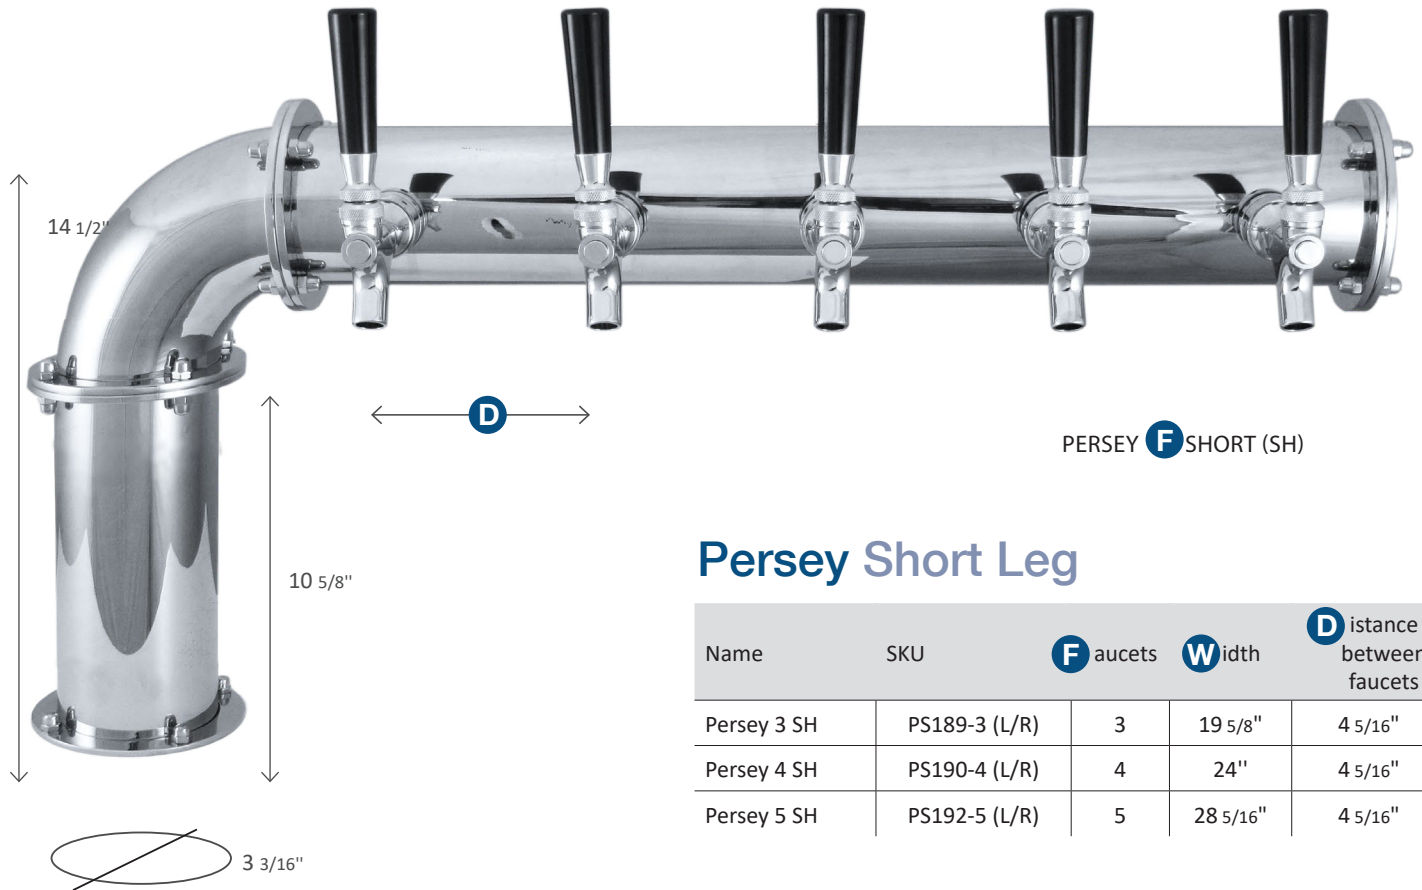 14 1/2"
D
PERSEY F SHORT (SH)
10 5/8"
3 3/16"
Persey Short Leg
Name SKU F aucets W idth D istance between faucets
Persey 3 SH PS189-3 (L/R) 3 19 5/8" 4 5/16"
Persey 4 SH PS190-4 (L/R) 4 24" 4 5/16"
Persey 5 SH PS192-5 (L/R) 5 28 5/16" 4 5/16"